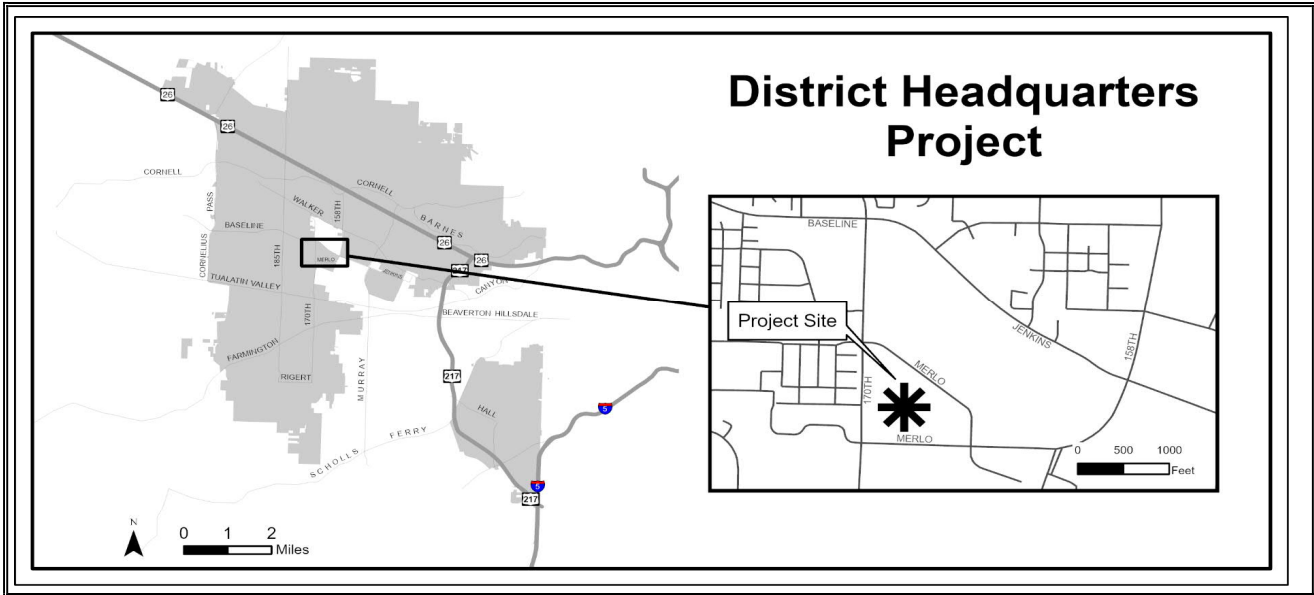 District Headquarters
Project
26
26
CORNELL
CORNELL
PASS
WALKER
158TH
BARNES
BASELINE
26
26
CORNELIUS
185TH
MERLO
JENKINS
217
CANYON
TUALATIN VALLEY
170TH
BEAVERTON HILLSDALE
FARMINGTON
MURRAY
RIGERT
217
HALL
5
FERRY
SCHOLLS
5
217
N
0 1 2
Miles
BASELINE
Project Site
JENKINS
158TH
MERLO
170TH
MERLO
0 500 1000
Feet